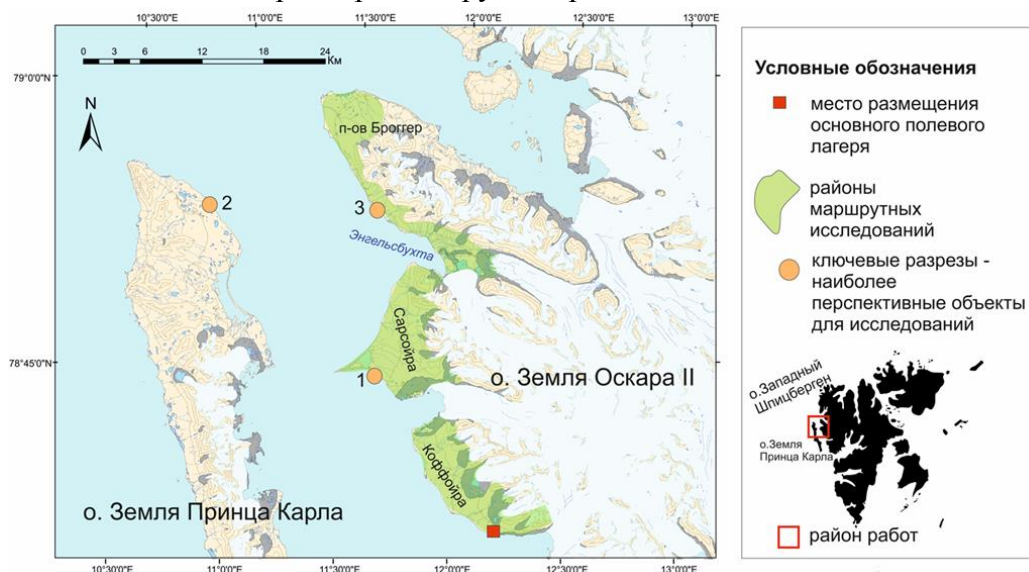 10°30'0"E
11°0'0"E
11°30'0"E
12°0'0"E
12°30'0"E
13°0'0"E
0 3 6 12 18 24
Км
79°0'0"N
N
п-ов Броггер
2
3
Энгельсбухта
Сарсойра
78°45'0"N
1
о. Земля Оскара II
Коффойра
о. Земля Принца Карла
10°30'0"E
11°0'0"E
11°30'0"E
12°0'0"E
12°30'0"E
13°0'0"E
Условные обозначения
место размещения
основного полевого
лагеря
районы
маршрутных
исследований
ключевые разрезы -
наиболее
перспективные объекты
для исследований
о.Западный
Шпицберген
о.Земля
Принца Карла
район работ